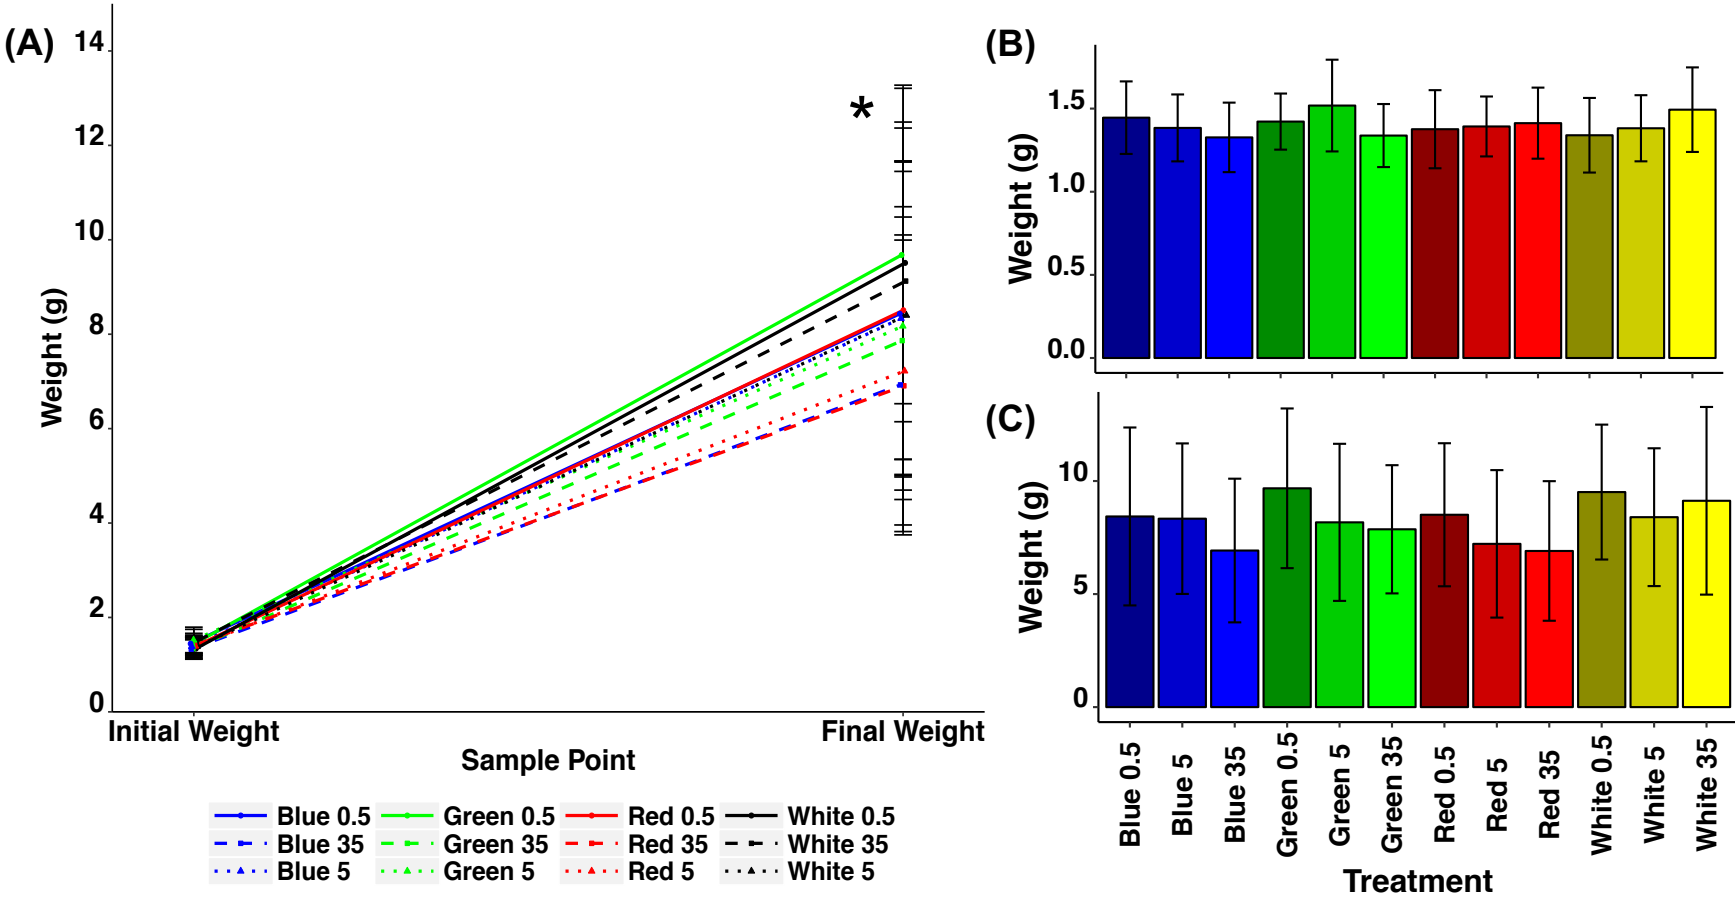 (A)
Weight (g)
14
12
10
8
6
4
2
0
*
Initial Weight
Final Weight
Sample Point
Blue 0.5 Green 0.5 Red 0.5 White 0.5
Blue 35 Green 35 Red 35 White 35
Blue 5 Green 5 Red 5 White 5
(B)
Weight (g)
1.5
1.0
0.5
0.0
(C)
Weight (g)
10
5
0
Blue 0.5
Blue 5
Blue 35
Green 0.5
Green 5
Green 35
Red 0.5
Red 5
Red 35
White 0.5
White 5
White 35
Treatment